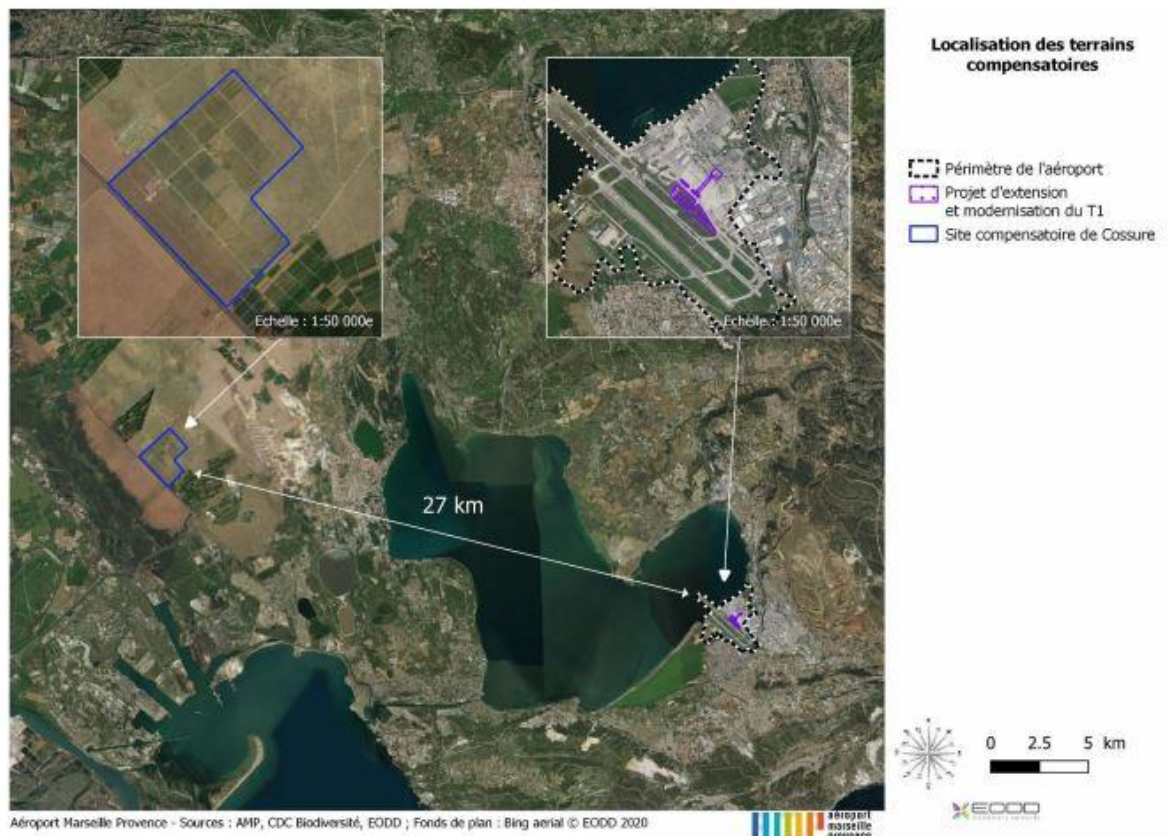 Localisation des terrains
compensatoires
Périmètre de l'aéroport
Projet d'extension
et modernisation du T1
Site compensatoire de Cossure
Echelle : 1:50 000e
Echelle : 1:50 000e
27 km
0 2.5 5 km
EODD
Aéroport Marseille Provence - Sources : AMP, CDC Biodiversité, EODD ; Fonds de plan : Bing aerial © EODD 2020
aéroport
marseille
provence